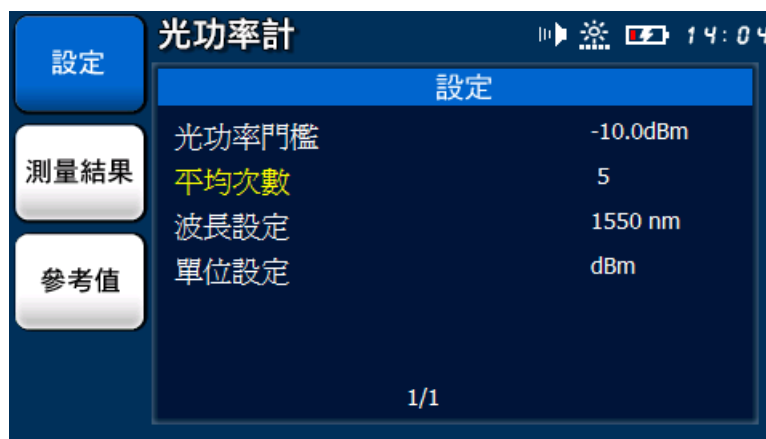 設定
光功率計
14:04
設定
測量結果
參考值
光功率門檻 -10.0dBm
平均次數 5
波長設定 1550 nm
單位設定 dBm
1/1